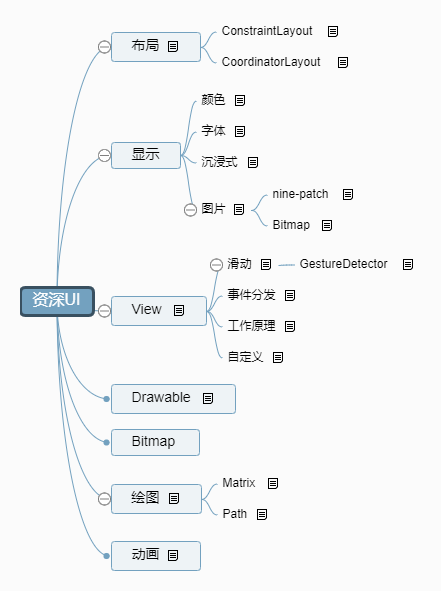 资深UI
布局
ConstraintLayout
CoordinatorLayout
显示
颜色
字体
沉浸式
图片
nine-patch
Bitmap
View
滑动
GestureDetector
事件分发
工作原理
自定义
Drawable
Bitmap
绘图
Matrix
Path
动画